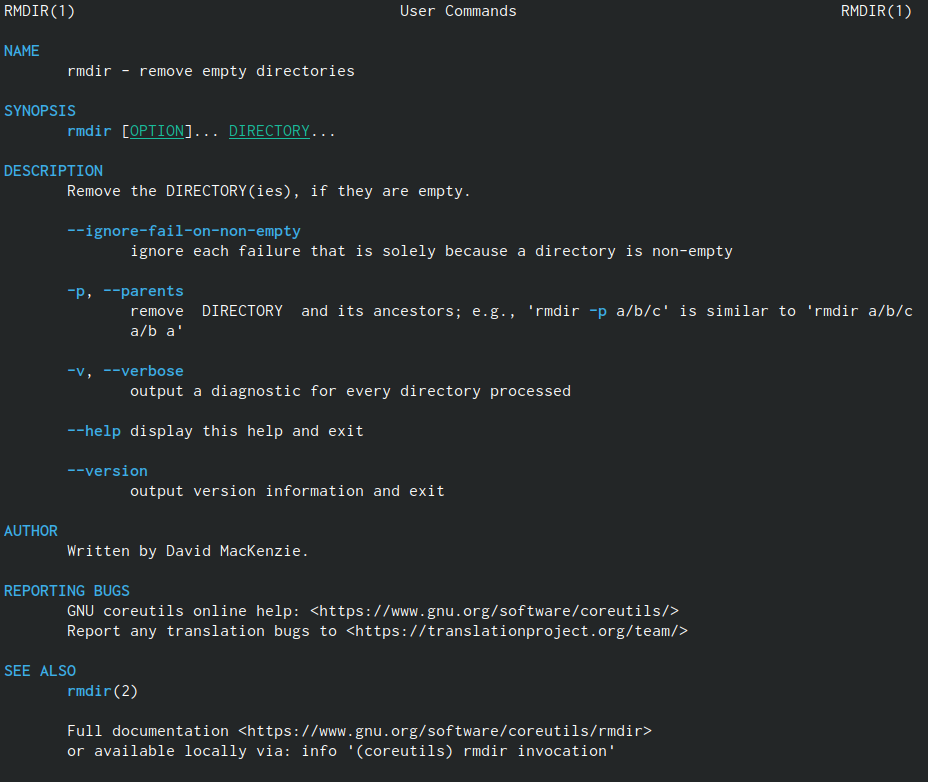 RMDIR(1) User Commands RMDIR(1)
NAME
rmdir - remove empty directories
SYNOPSIS
rmdir [OPTION]... DIRECTORY...
DESCRIPTION
Remove the DIRECTORY(ies), if they are empty.
--ignore-fail-on-non-empty
ignore each failure that is solely because a directory is non-empty
-p, --parents
remove  DIRECTORY  and its ancestors; e.g., 'rmdir -p a/b/c' is similar to 'rmdir a/b/c
a/b a'
-v, --verbose
output a diagnostic for every directory processed
--help display this help and exit
--version
output version information and exit
AUTHOR
Written by David MacKenzie.
REPORTING BUGS
GNU coreutils online help: <https://www.gnu.org/software/coreutils/>
Report any translation bugs to <https://translationproject.org/team/>
SEE ALSO
rmdir(2)
Full documentation <https://www.gnu.org/software/coreutils/rmdir>
or available locally via: info '(coreutils) rmdir invocation'